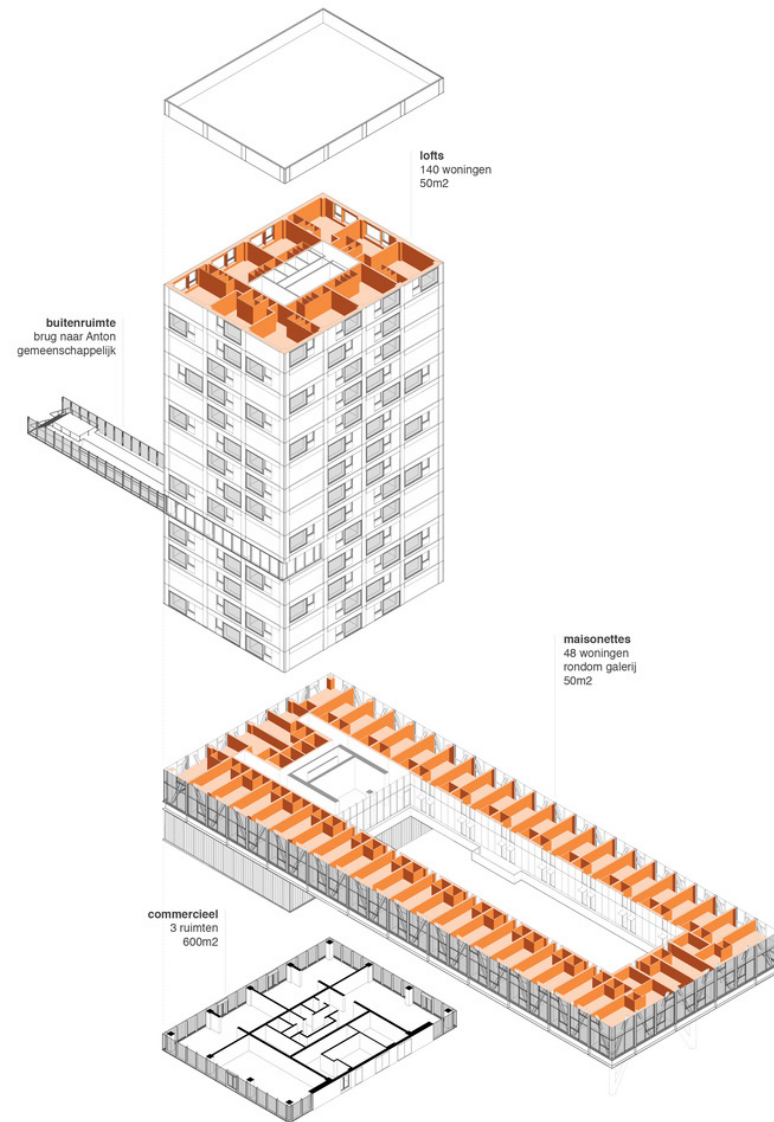 lofts
140 woningen
50m2
buitenruimte
brug naar Anton
gemeenschappelijk
maisonettes
48 woningen
rondom galerij
50m2
commercieel
3 ruimten
600m2